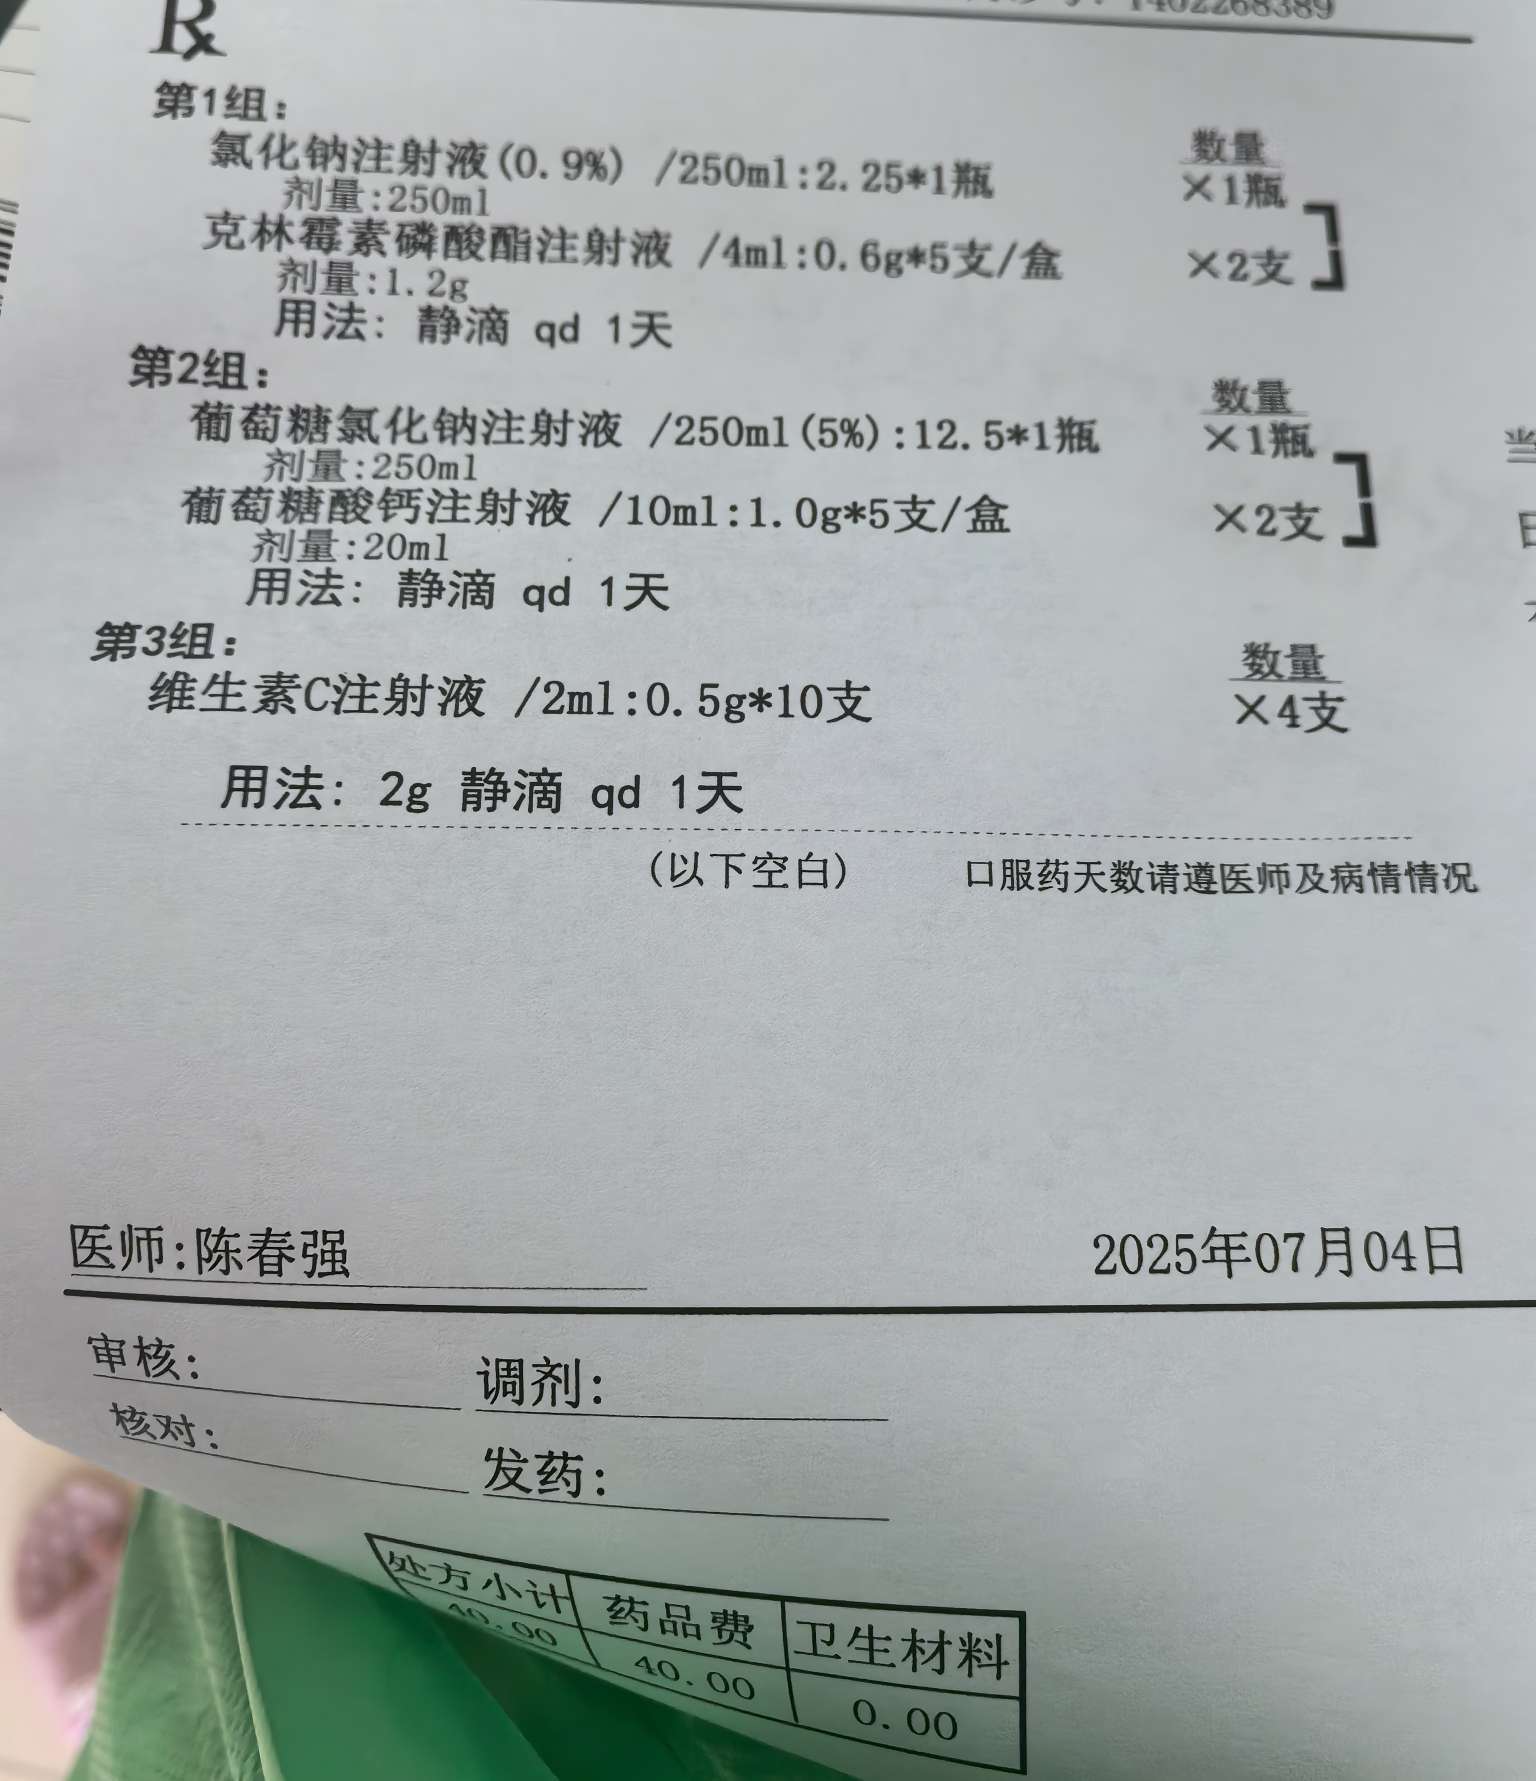 1402268389
Rx
第1组：
氯化钠注射液(0.9%) /250ml:2.25*1瓶
数量
×1瓶
剂量:250ml
克林霉素磷酸酯注射液 /4ml:0.6g*5支/盒
×2支
剂量:1.2g
用法: 静滴 qd 1天
第2组：
葡萄糖氯化钠注射液 /250ml(5%):12.5*1瓶
数量
×1瓶
当
剂量:250ml
葡萄糖酸钙注射液 /10ml:1.0g*5支/盒
×2支
剂量:20ml
用法: 静滴 qd 1天
第3组：
数量
维生素C注射液 /2ml:0.5g*10支
×4支
用法: 2g 静滴 qd 1天
(以下空白) 口服药天数请遵医师及病情情况
医师:陈春强 2025年07月04日
审核: 调剂:
核对: 发药:
处方小计 药品费 卫生材料
40.00 40.00 0.00